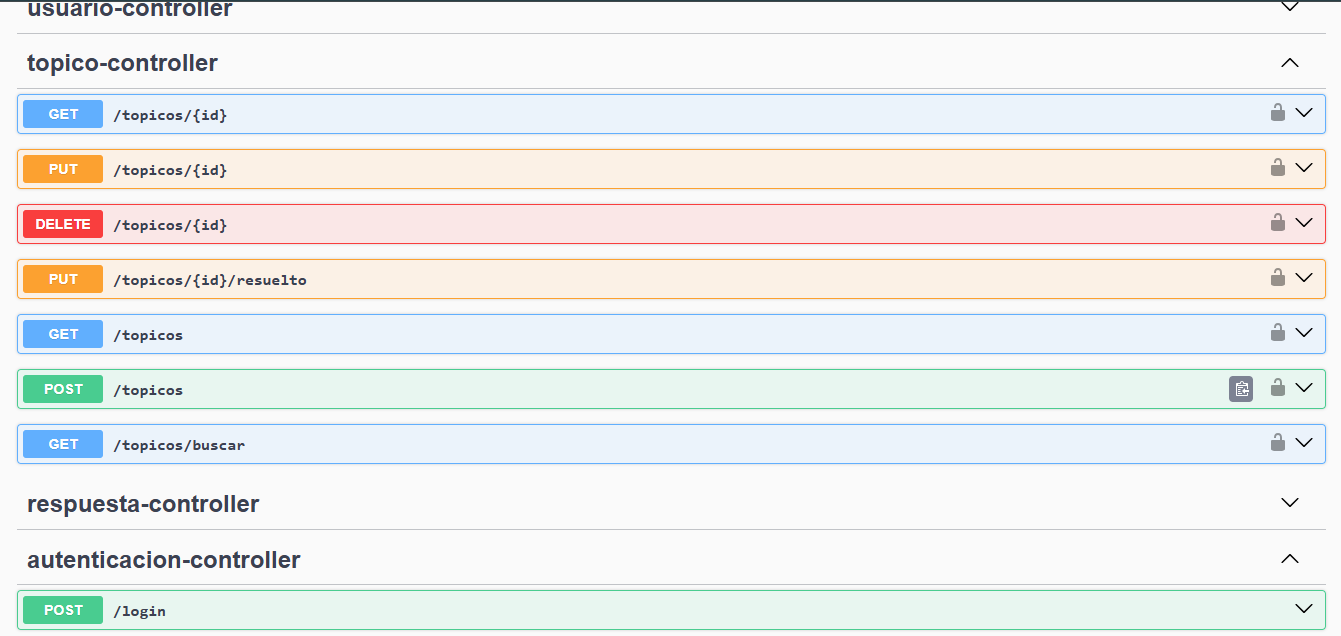 usuario-controller
topico-controller
GET /topicos/{id}
PUT /topicos/{id}
DELETE /topicos/{id}
PUT /topicos/{id}/resuelto
GET /topicos
POST /topicos
GET /topicos/buscar
respuesta-controller
autenticacion-controller
POST /login